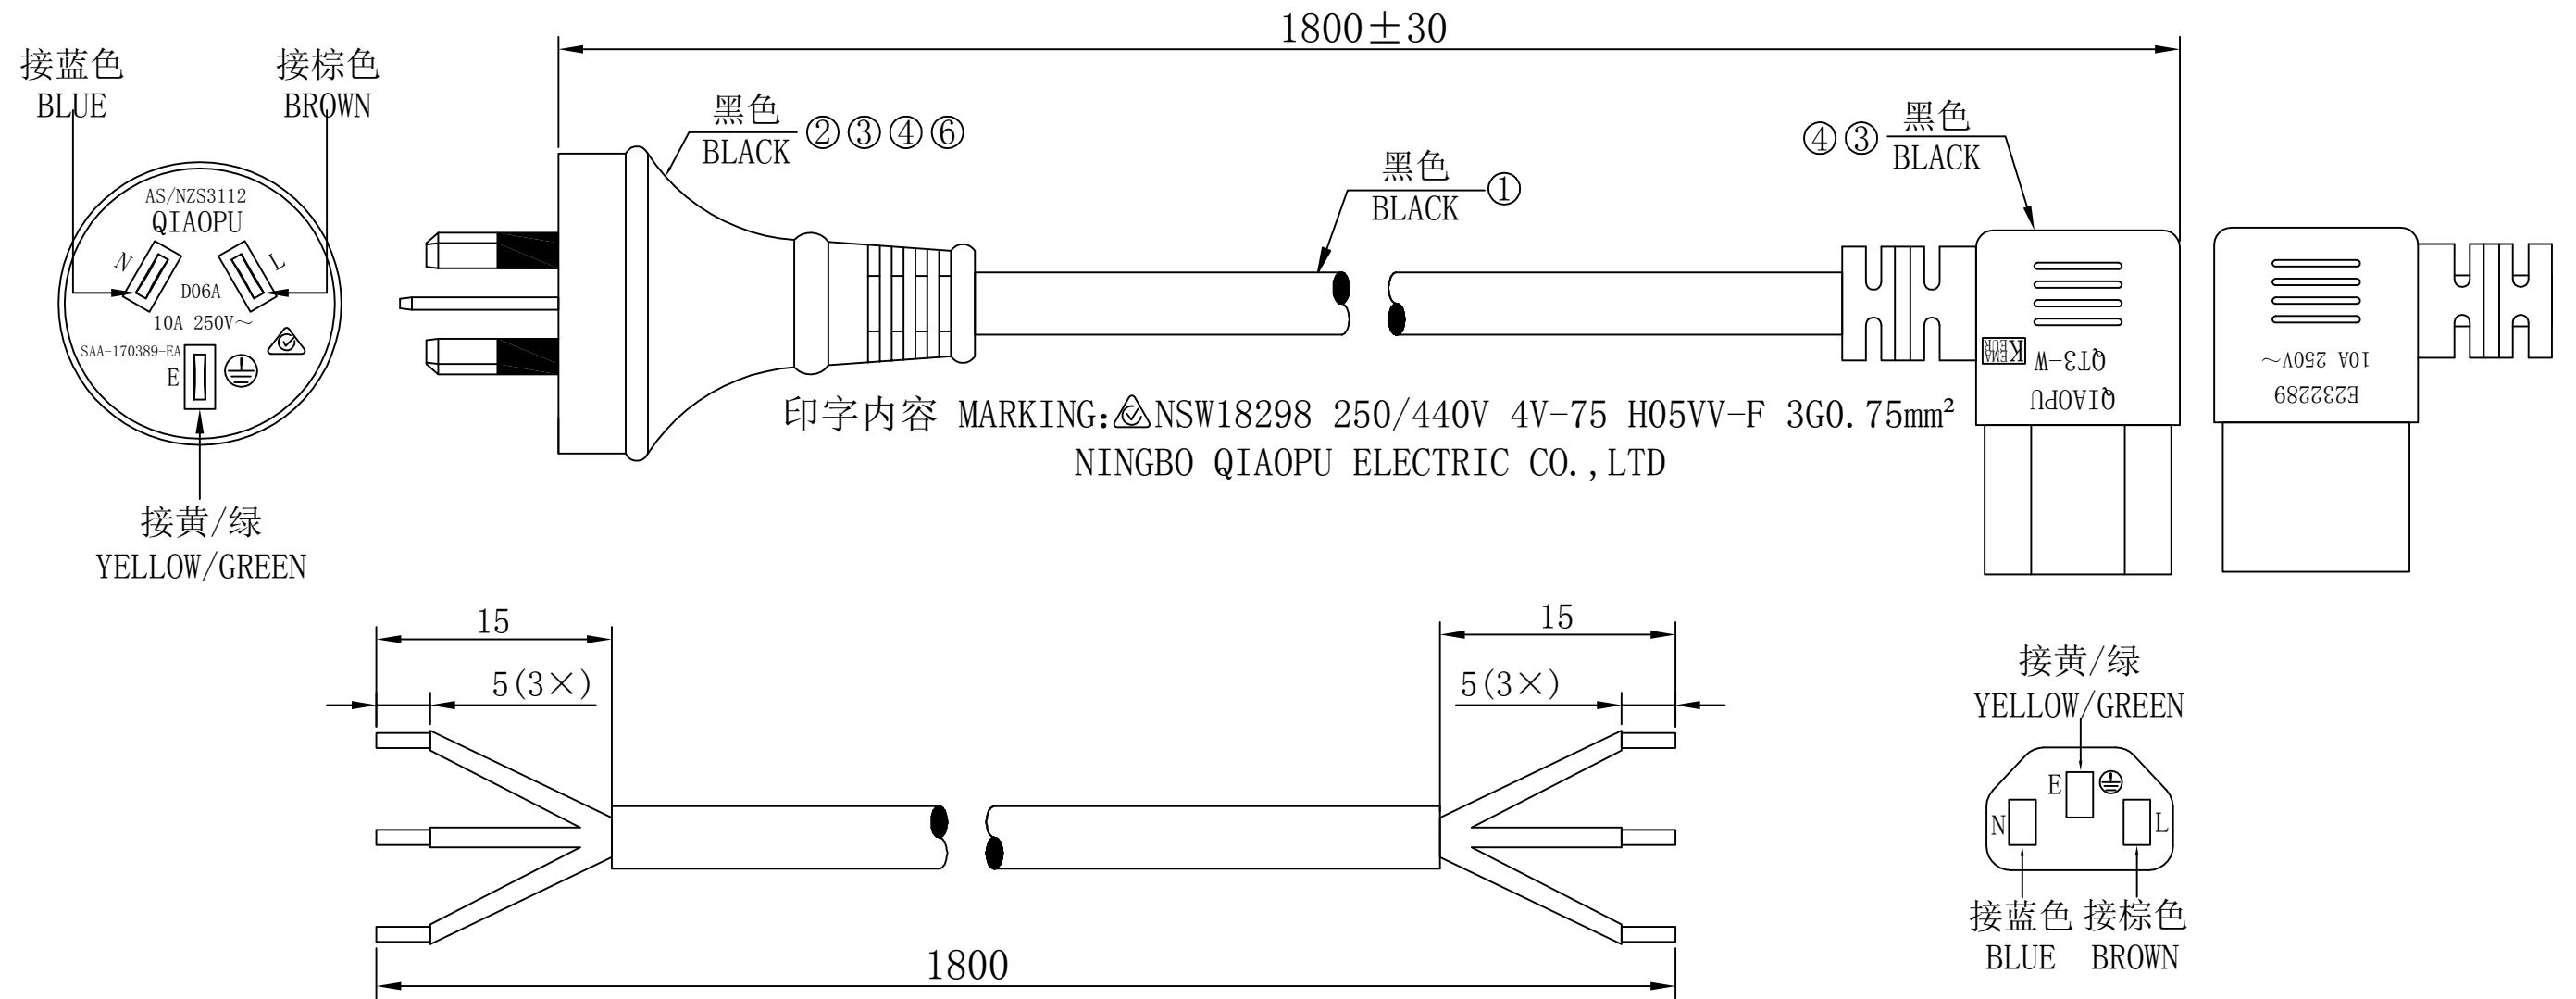 1800±30
接蓝色
BLUE
接棕色
BROWN
AS/NZS3112
QIAOPU
N
L
D06A
10A 250V～
SAA-170389-EA
E
接黄/绿
YELLOW/GREEN
黑色
BLACK
②③④⑥
黑色
BLACK
①
④③
黑色
BLACK
KEMA
EUR
QT3-W
QIAOPU
10A 250V～
E232289
印字内容 MARKING: NSW18298 250/440V 4V-75 H05VV-F 3G0.75mm²
NINGBO QIAOPU ELECTRIC CO.,LTD
15
5(3×)
15
5(3×)
1800
接黄/绿
YELLOW/GREEN
E
N
L
接蓝色
BLUE
接棕色
BROWN